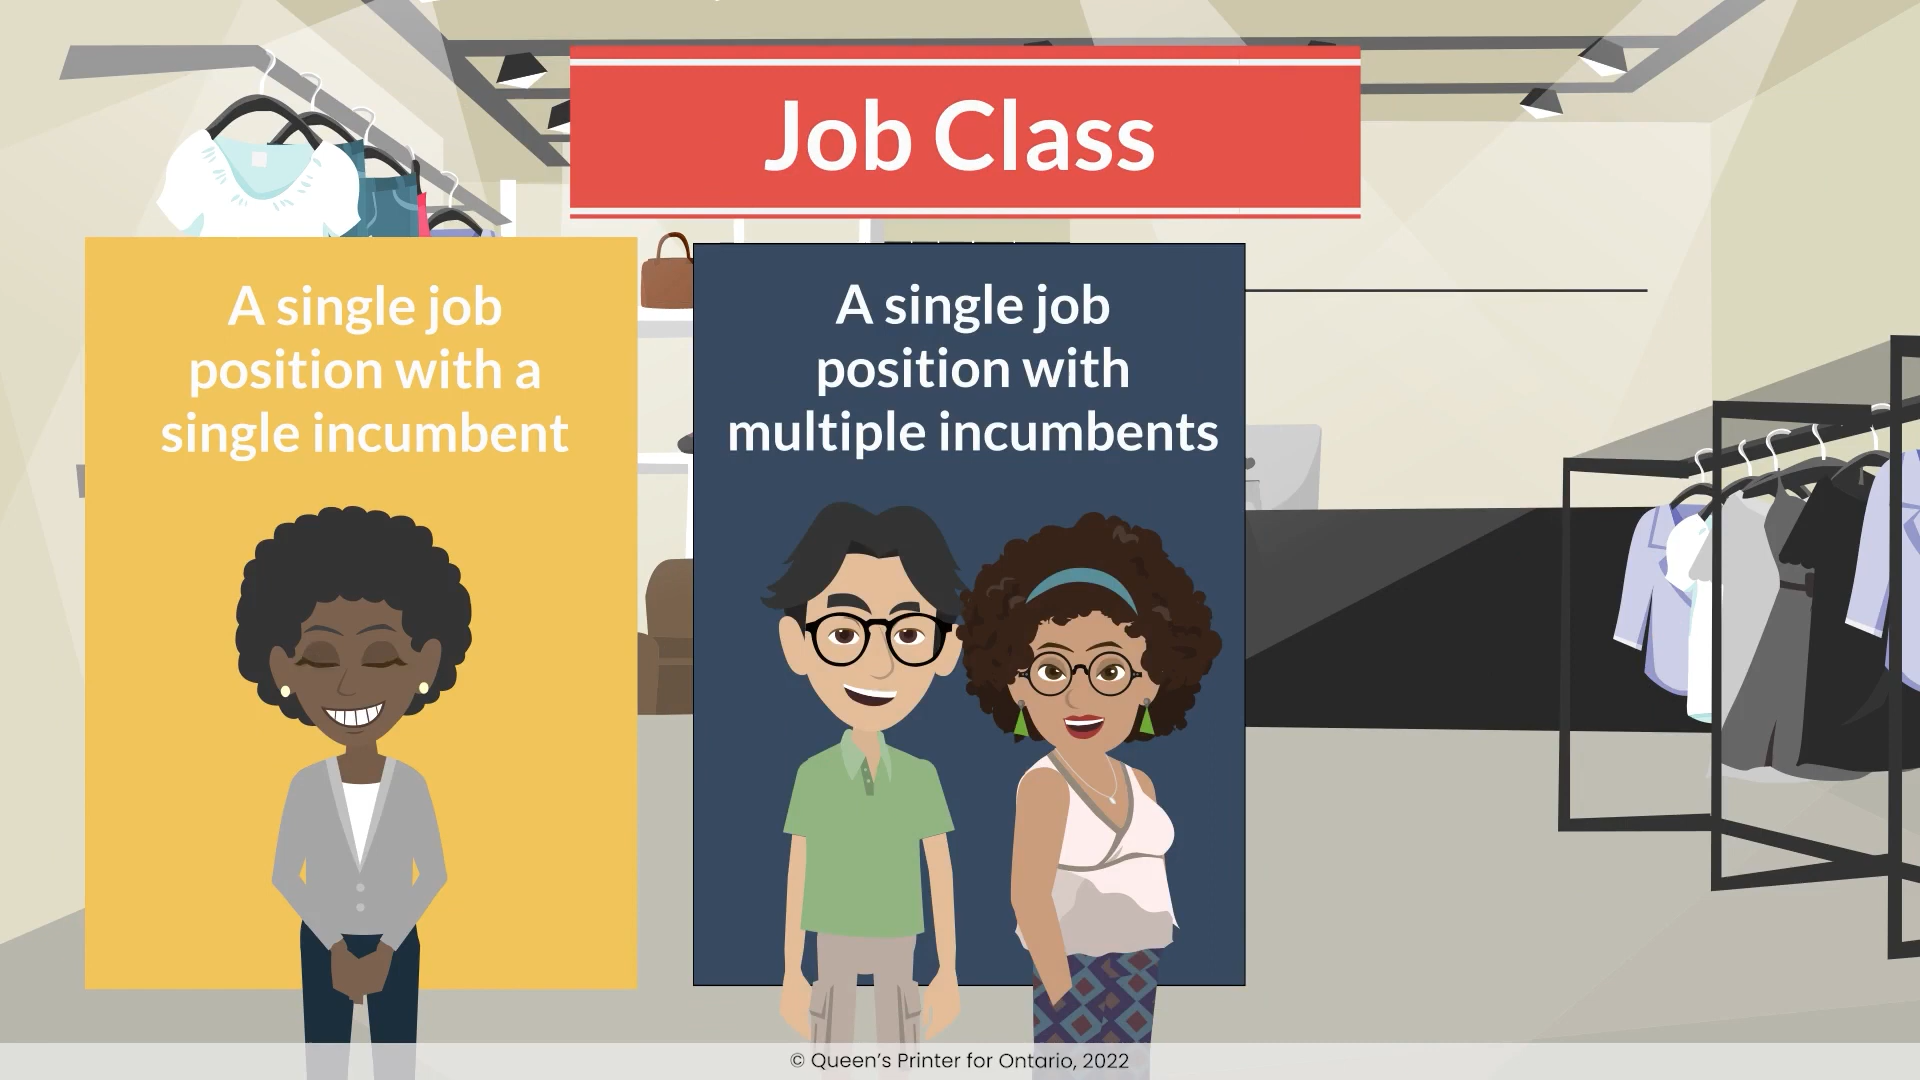 Job Class
A single job
position with a
single incumbent
A single job
position with
multiple incumbents
© Queen's Printer for Ontario, 2022